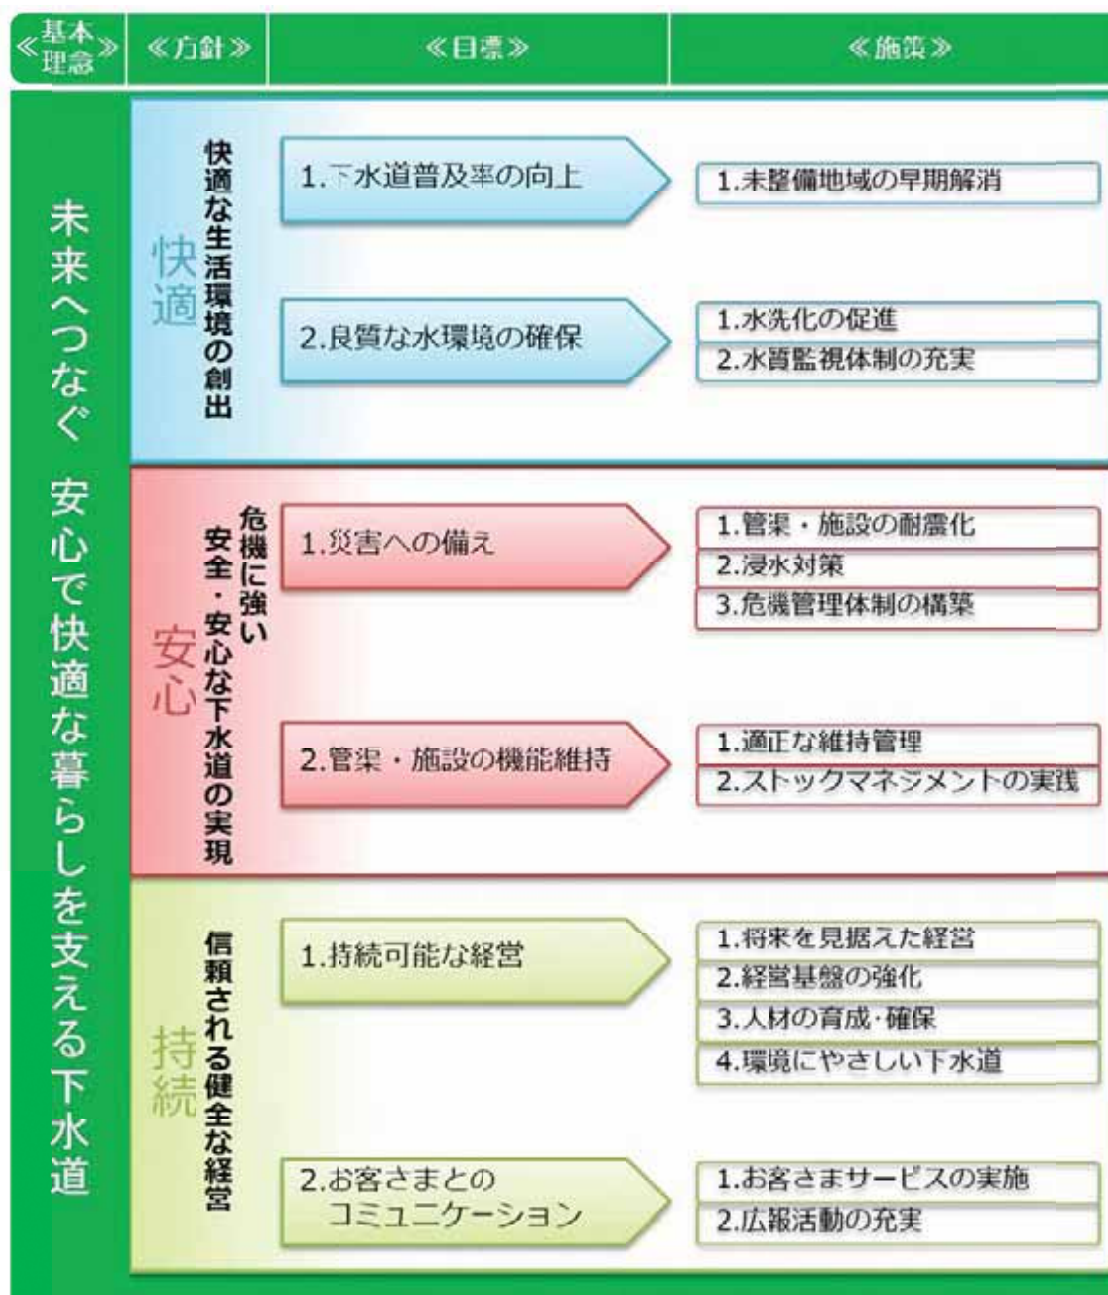 ≪基本理念≫
≪方針≫
≪目標≫
≪施策≫
未来へつなぐ 安心で快適な暮らしを支える下水道
快適
快適な生活環境の創出
1.下水道普及率の向上
1.未整備地域の早期解消
2.良質な水環境の確保
1.水洗化の促進
2.水質監視体制の充実
安心
危機に強い
安全・安心な下水道の実現
1.災害への備え
1.管渠・施設の耐震化
2.浸水対策
3.危機管理体制の構築
2.管渠・施設の機能維持
1.適正な維持管理
2.ストックマネジメントの実践
持続
信頼される健全な経営
1.持続可能な経営
1.将来を見据えた経営
2.経営基盤の強化
3.人材の育成･確保
4.環境にやさしい下水道
2.お客さまとの
コミュニケーション
1.お客さまサービスの実施
2.広報活動の充実